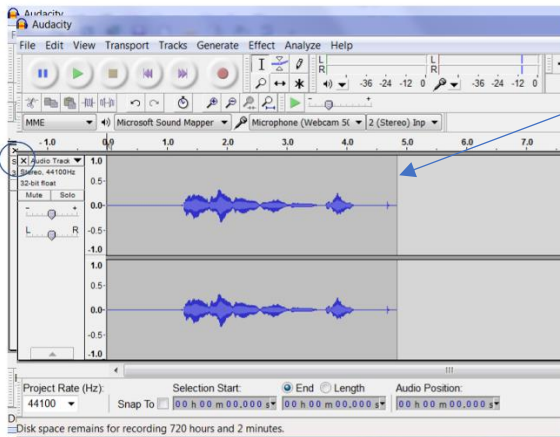 Audacity
Audacity
File Edit View Transport Tracks Generate Effect Analyze Help
L
R
-36 -24 -12 0
L
R
-36 -24 -12 0
MME
Microsoft Sound Mapper
Microphone (Webcam 5(
2 (Stereo) Inp
- 1.0 0.0 1.0 2.0 3.0 4.0 5.0 6.0 7.0
X Audio Track
Stereo, 44100Hz
32-bit float
Mute Solo
- +
L R
1.0
0.5-
0.0-
-0.5-
-1.0
1.0
0.5-
0.0-
-0.5-
-1.0
Project Rate (Hz): Selection Start: End Length Audio Position:
44100 Snap To 00 h 00 m 00.000 s 00 h 00 m 00.000 s 00 h 00 m 00.000 s
Disk space remains for recording 720 hours and 2 minutes.